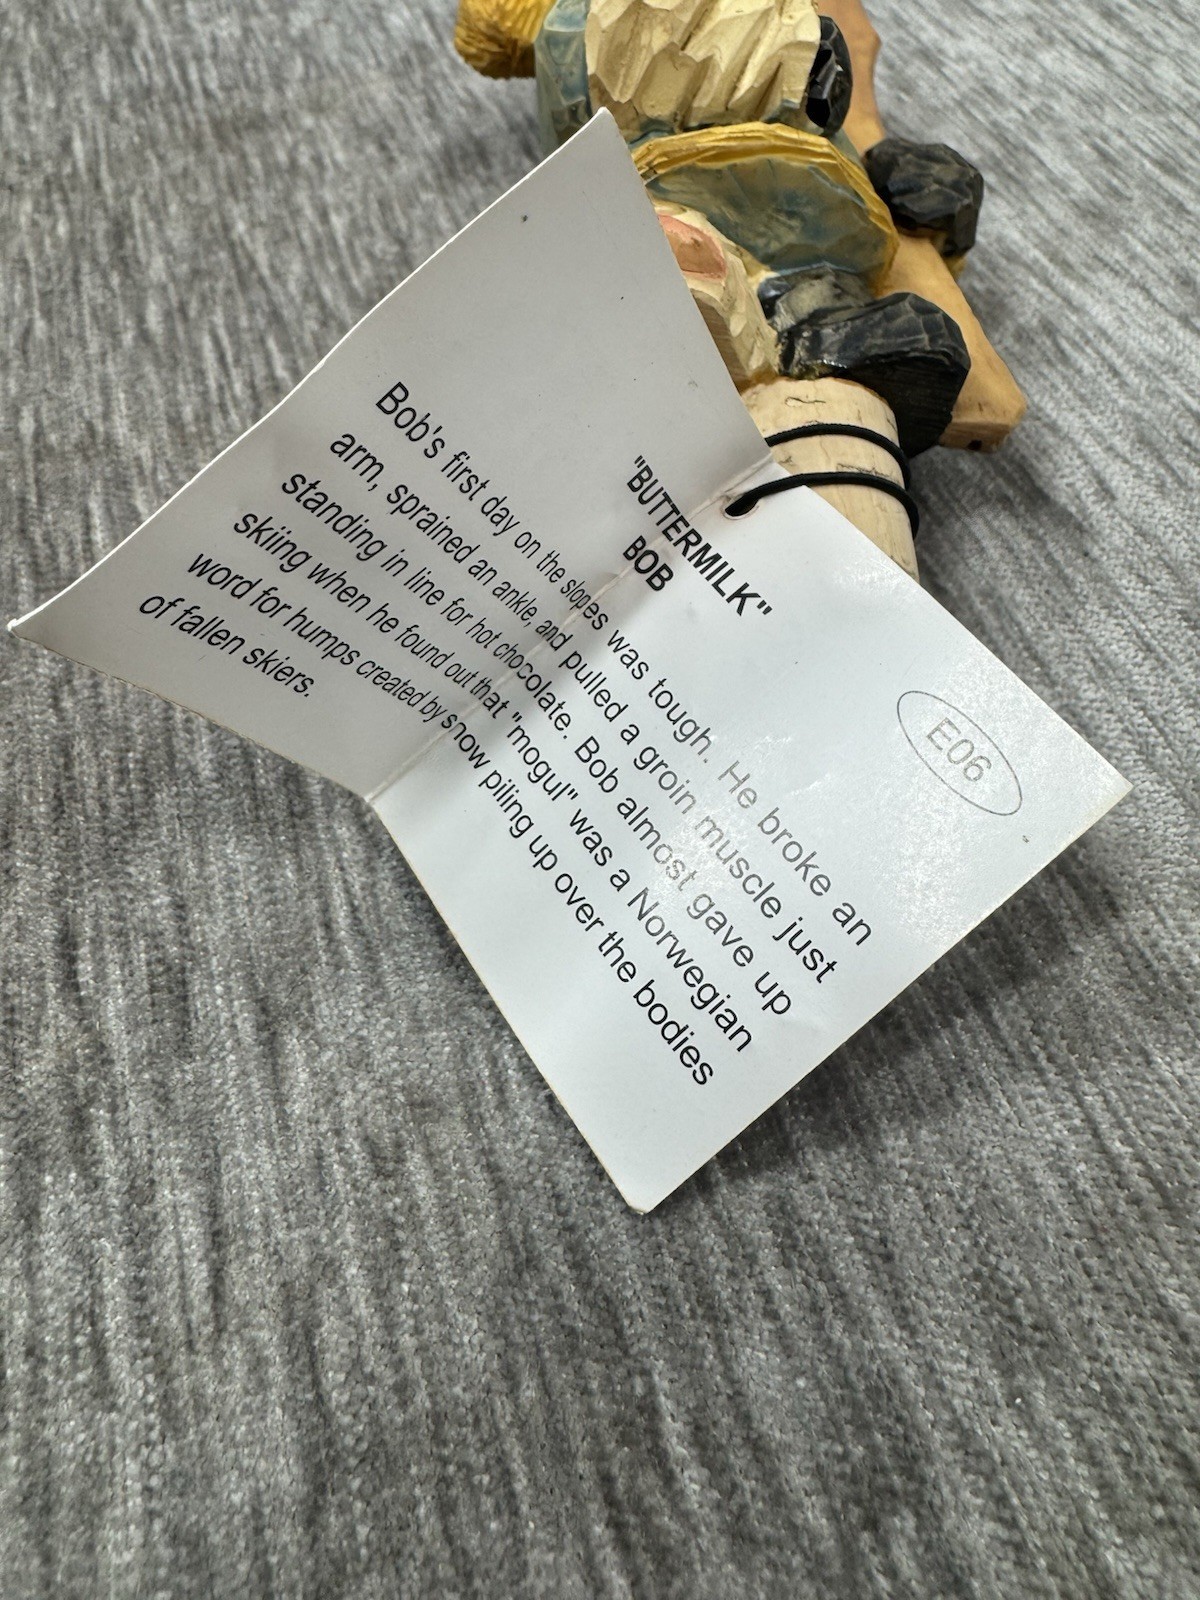 "BUTTERMILK"
BOB
Bob's first day on the slopes was tough. He broke an
arm, sprained an ankle, and pulled a groin muscle just
standing in line for hot chocolate. Bob almost gave up
skiing when he found out that "mogul" was a Norwegian
word for humps created by snow piling up over the bodies
of fallen skiers.
E06